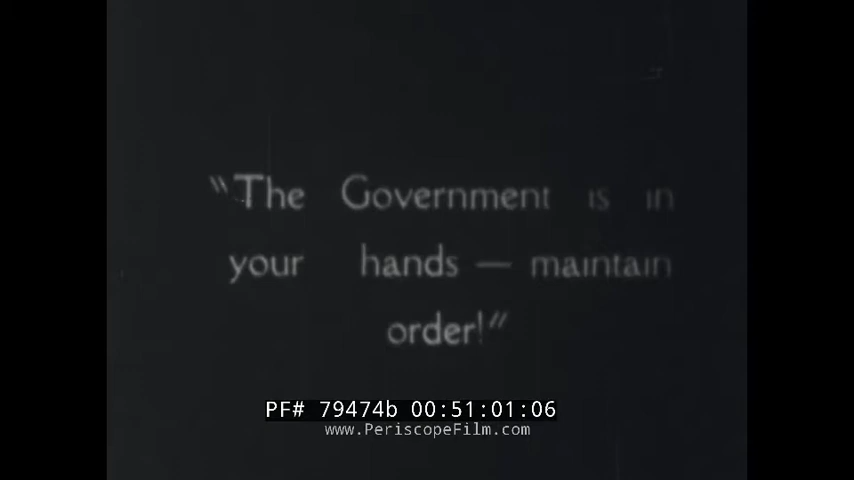 "The Government is in
your hands — maintain
order!"
PF# 79474b 00:51:01:06
www.PeriscopeFilm.com